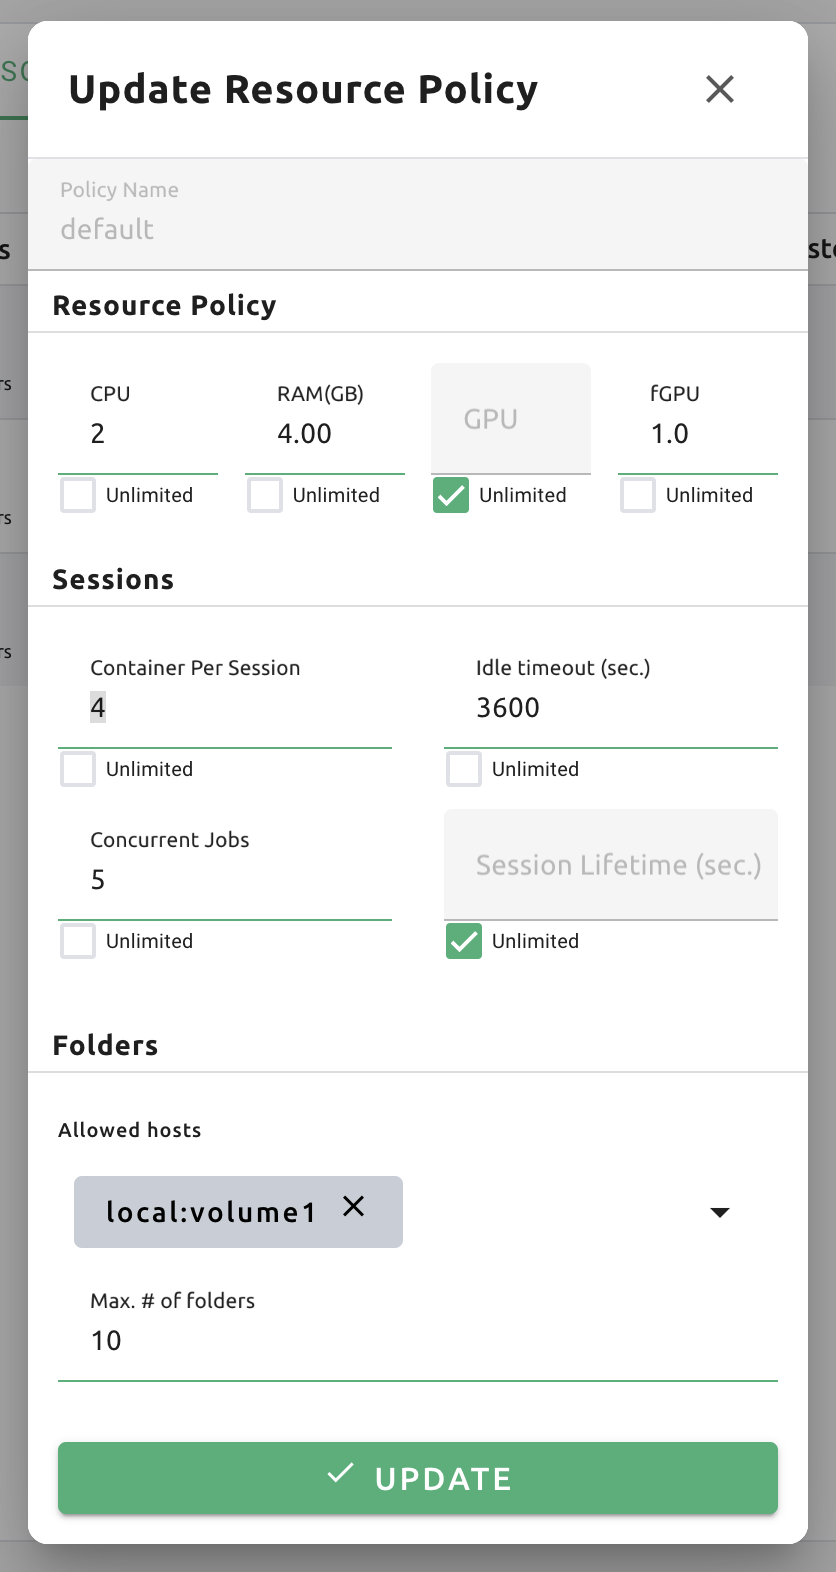 Update Resource Policy
Policy Name
default
Resource Policy
CPU
2
Unlimited
RAM(GB)
4.00
Unlimited
GPU
Unlimited
fGPU
1.0
Unlimited
Sessions
Container Per Session
4
Unlimited
Idle timeout (sec.)
3600
Unlimited
Concurrent Jobs
5
Unlimited
Session Lifetime (sec.)
Unlimited
Folders
Allowed hosts
local:volume1
Max. # of folders
10
UPDATE